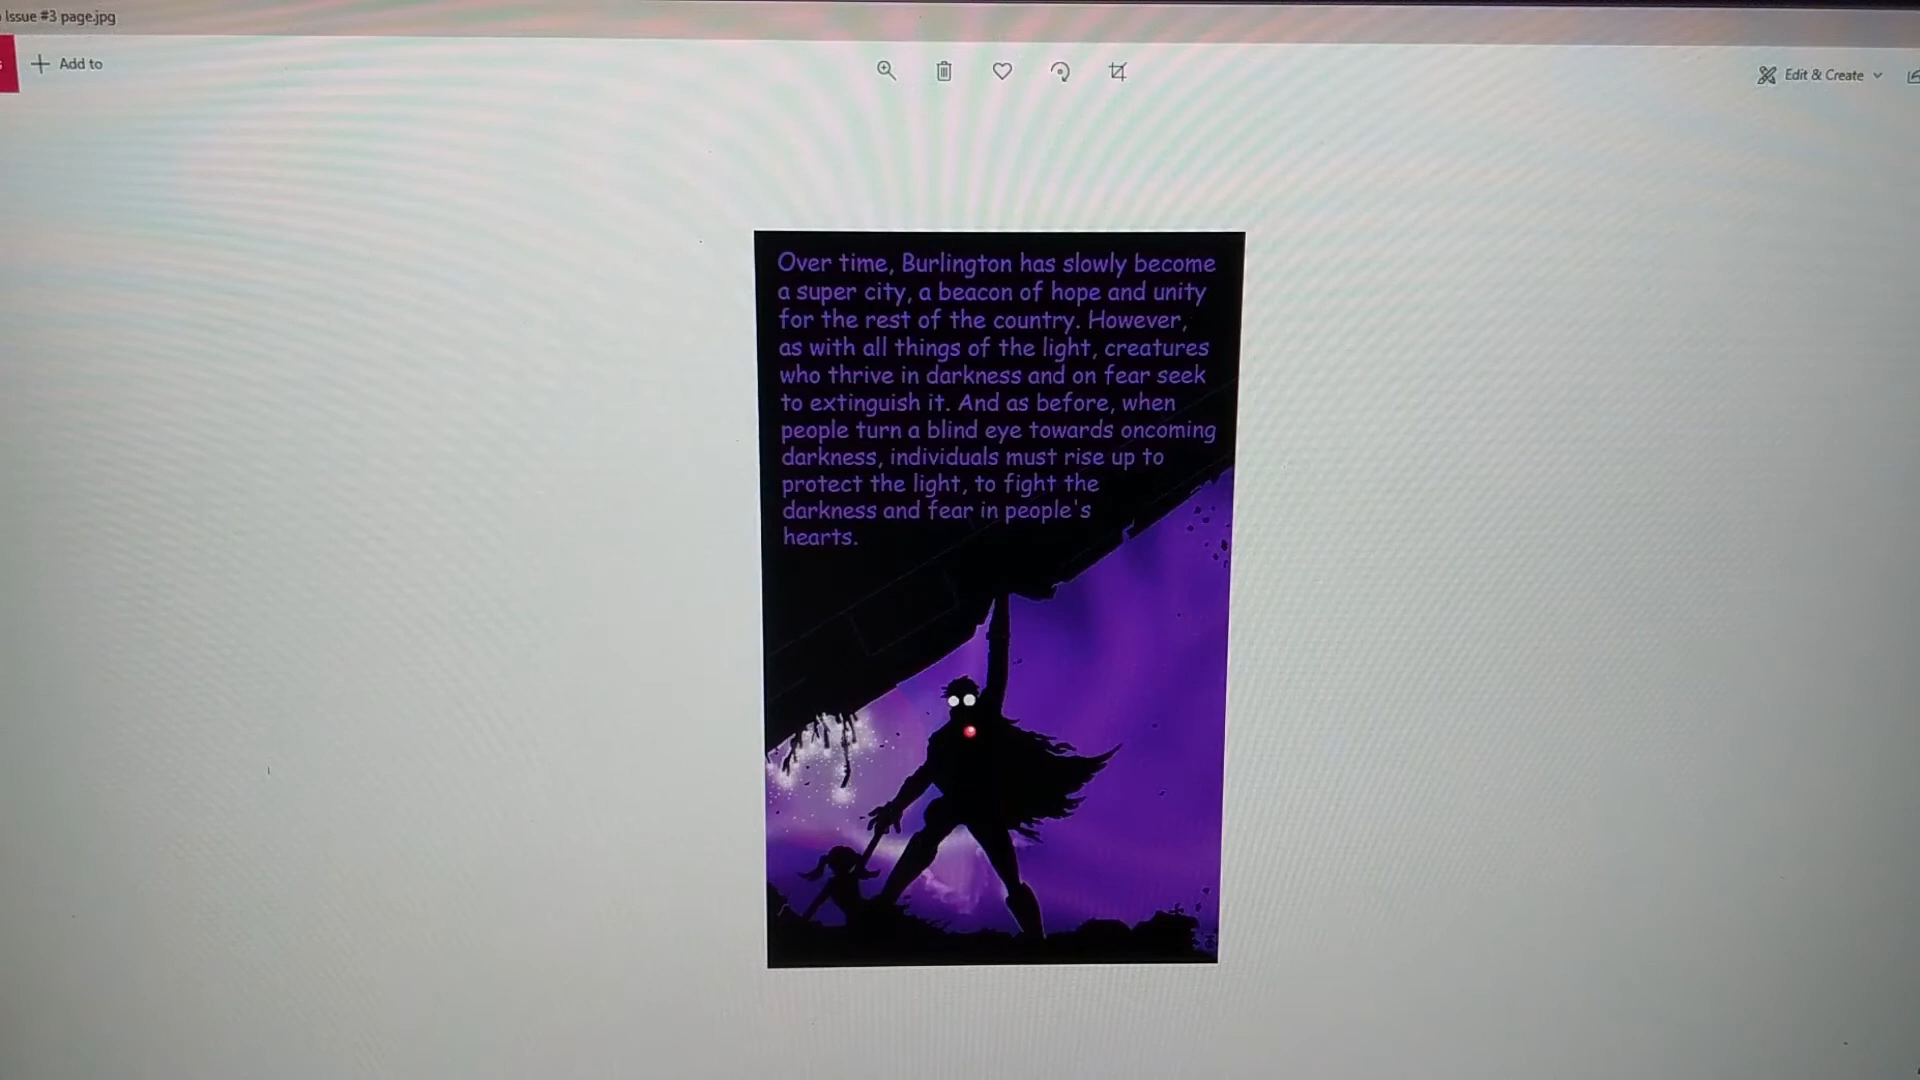 Issue #3 page.jpg
Add to
Edit & Create
Over time, Burlington has slowly become
a super city, a beacon of hope and unity
for the rest of the country. However,
as with all things of the light, creatures
who thrive in darkness and on fear seek
to extinguish it. And as before, when
people turn a blind eye towards oncoming
darkness, individuals must rise up to
protect the light, to fight the
darkness and fear in people's
hearts.